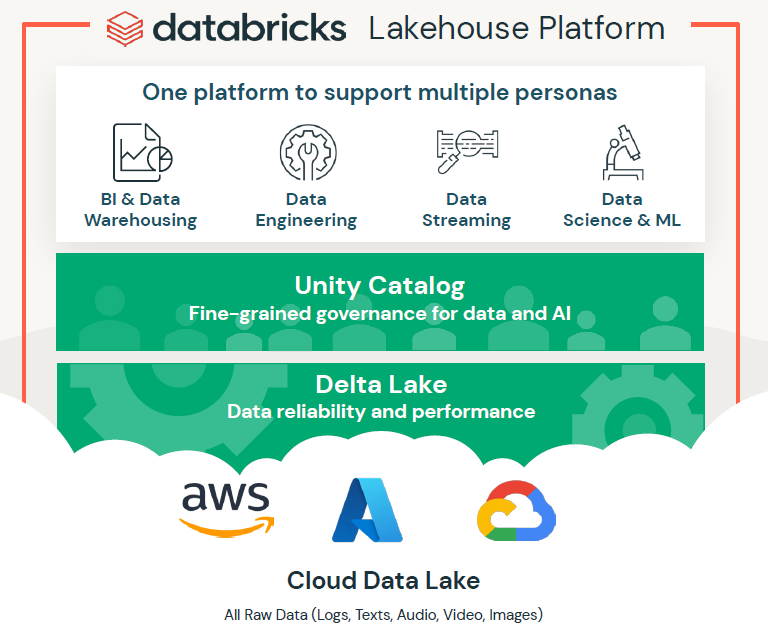 databricks Lakehouse Platform
One platform to support multiple personas
BI & Data
Warehousing
Data
Engineering
Data
Streaming
Data
Science & ML
Unity Catalog
Fine-grained governance for data and AI
Delta Lake
Data reliability and performance
aws
Cloud Data Lake
All Raw Data (Logs, Texts, Audio, Video, Images)